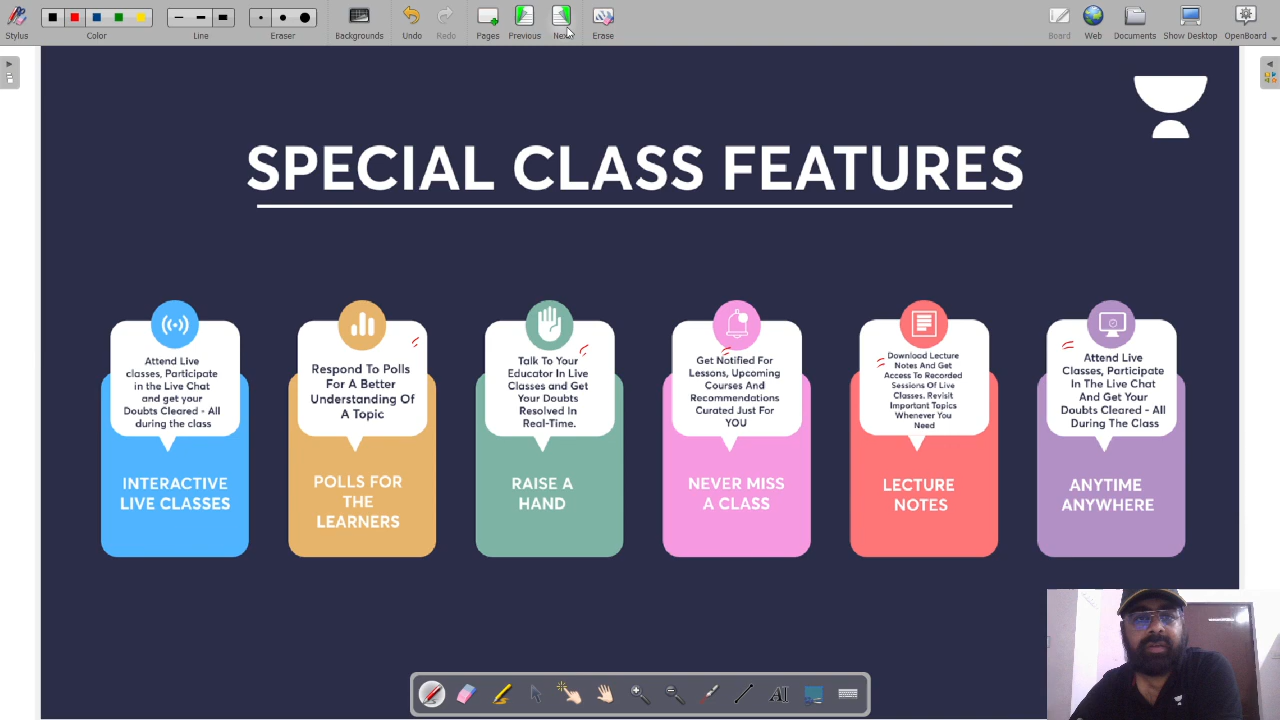 Stylus
Color
Line
Eraser
Backgrounds
Undo
Redo
Pages
Previous
Next
Erase
Board
Web
Documents
Show Desktop
OpenBoard
SPECIAL CLASS FEATURES
Attend Live
classes, Participate
in the Live Chat
and get your
Doubts Cleared - All
during the class
INTERACTIVE
LIVE CLASSES
Respond To Polls
For A Better
Understanding Of
A Topic
POLLS FOR
THE
LEARNERS
Talk To Your
Educator In Live
Classes and Get
Your Doubts
Resolved In
Real-Time.
RAISE A
HAND
Get Notified For
Lessons, Upcoming
Courses And
Recommendations
Curated Just For
YOU
NEVER MISS
A CLASS
Download Lecture
Notes And Get
Access To Recorded
Sessions Of Live
Classes. Revisit
Important Topics
Whenever You
Need
LECTURE
NOTES
Attend Live
Classes, Participate
In The Live Chat
And Get Your
Doubts Cleared - All
During The Class
ANYTIME
ANYWHERE
AI